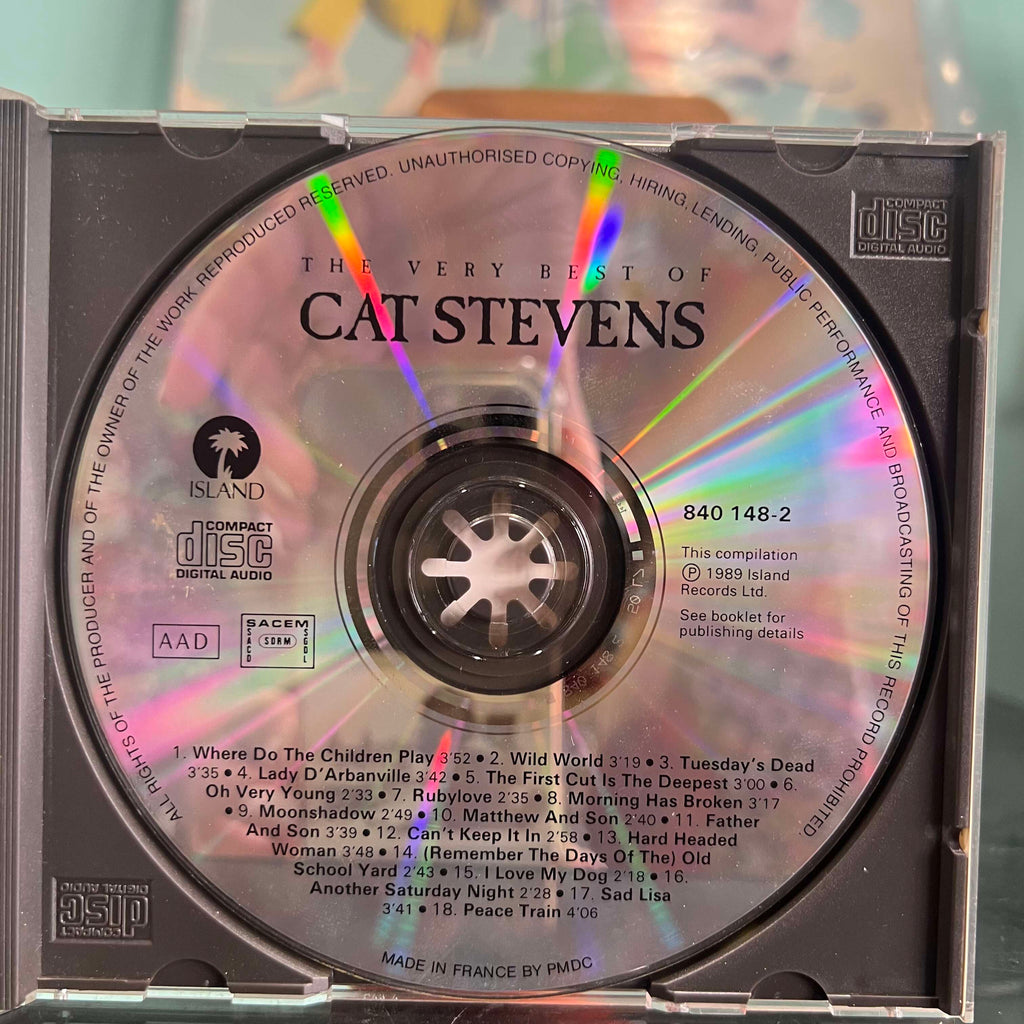 ALL RIGHTS OF THE PRODUCER AND OF THE OWNER OF THE WORK REPRODUCED RESERVED. UNAUTHORISED COPYING, HIRING, LENDING, PUBLIC PERFORMANCE AND BROADCASTING OF THIS RECORD PROHIBITED.
COMPACT
disc
DIGITAL AUDIO
THE VERY BEST OF
CAT STEVENS
ISLAND
COMPACT
disc
DIGITAL AUDIO
AAD
SACEM
SACD
SDRM
SGDL
840 148-2
This compilation
Ⓟ 1989 Island
Records Ltd.
See booklet for
publishing details
1. Where Do The Children Play 3'52 • 2. Wild World 3'19 • 3. Tuesday's Dead
3'35 • 4. Lady D'Arbanville 3'42 • 5. The First Cut Is The Deepest 3'00 • 6.
Oh Very Young 2'33 • 7. Rubylove 2'35 • 8. Morning Has Broken 3'17
• 9. Moonshadow 2'49 • 10. Matthew And Son 2'40 • 11. Father
And Son 3'39 • 12. Can't Keep It In 2'58 • 13. Hard Headed
Woman 3'48 • 14. (Remember The Days Of The) Old
School Yard 2'43 • 15. I Love My Dog 2'18 • 16.
Another Saturday Night 2'28 • 17. Sad Lisa
3'41 • 18. Peace Train 4'06
MADE IN FRANCE BY PMDC
COMPACT
disc
DIGITAL AUDIO